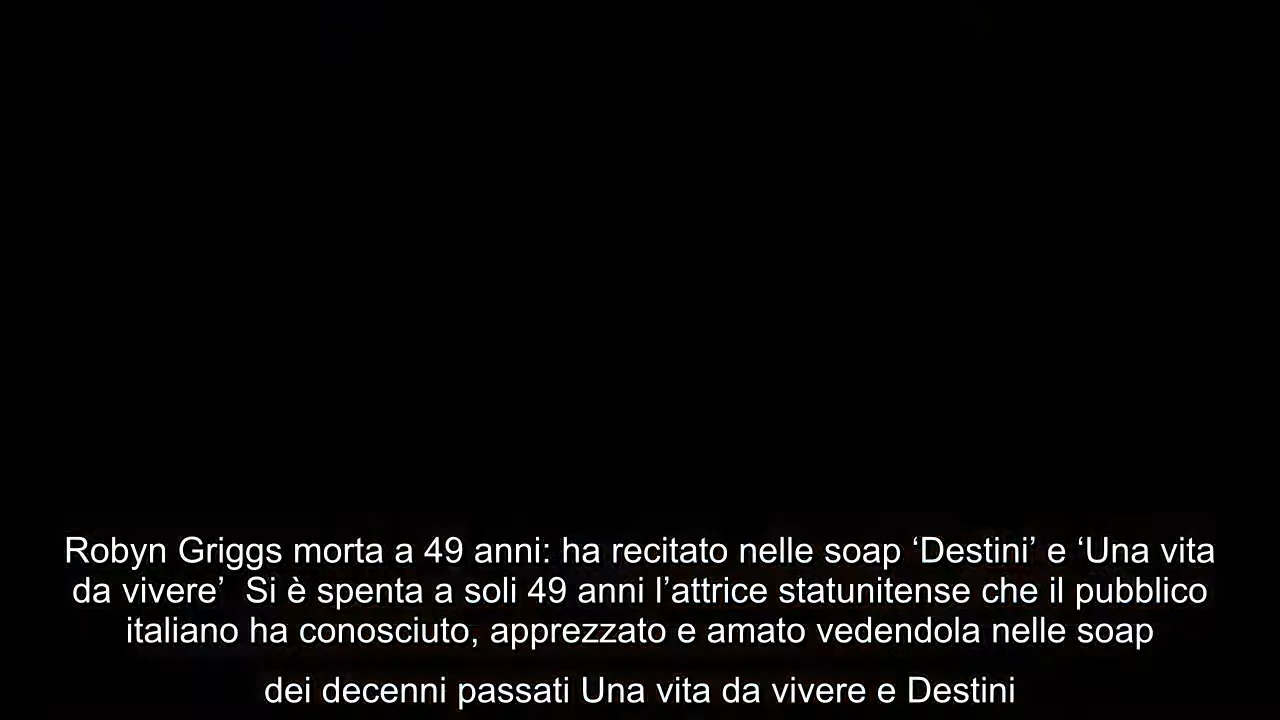 Robyn Griggs morta a 49 anni: ha recitato nelle soap ‘Destini’ e ‘Una vita
da vivere’  Si è spenta a soli 49 anni l’attrice statunitense che il pubblico
italiano ha conosciuto, apprezzato e amato vedendola nelle soap
dei decenni passati Una vita da vivere e Destini